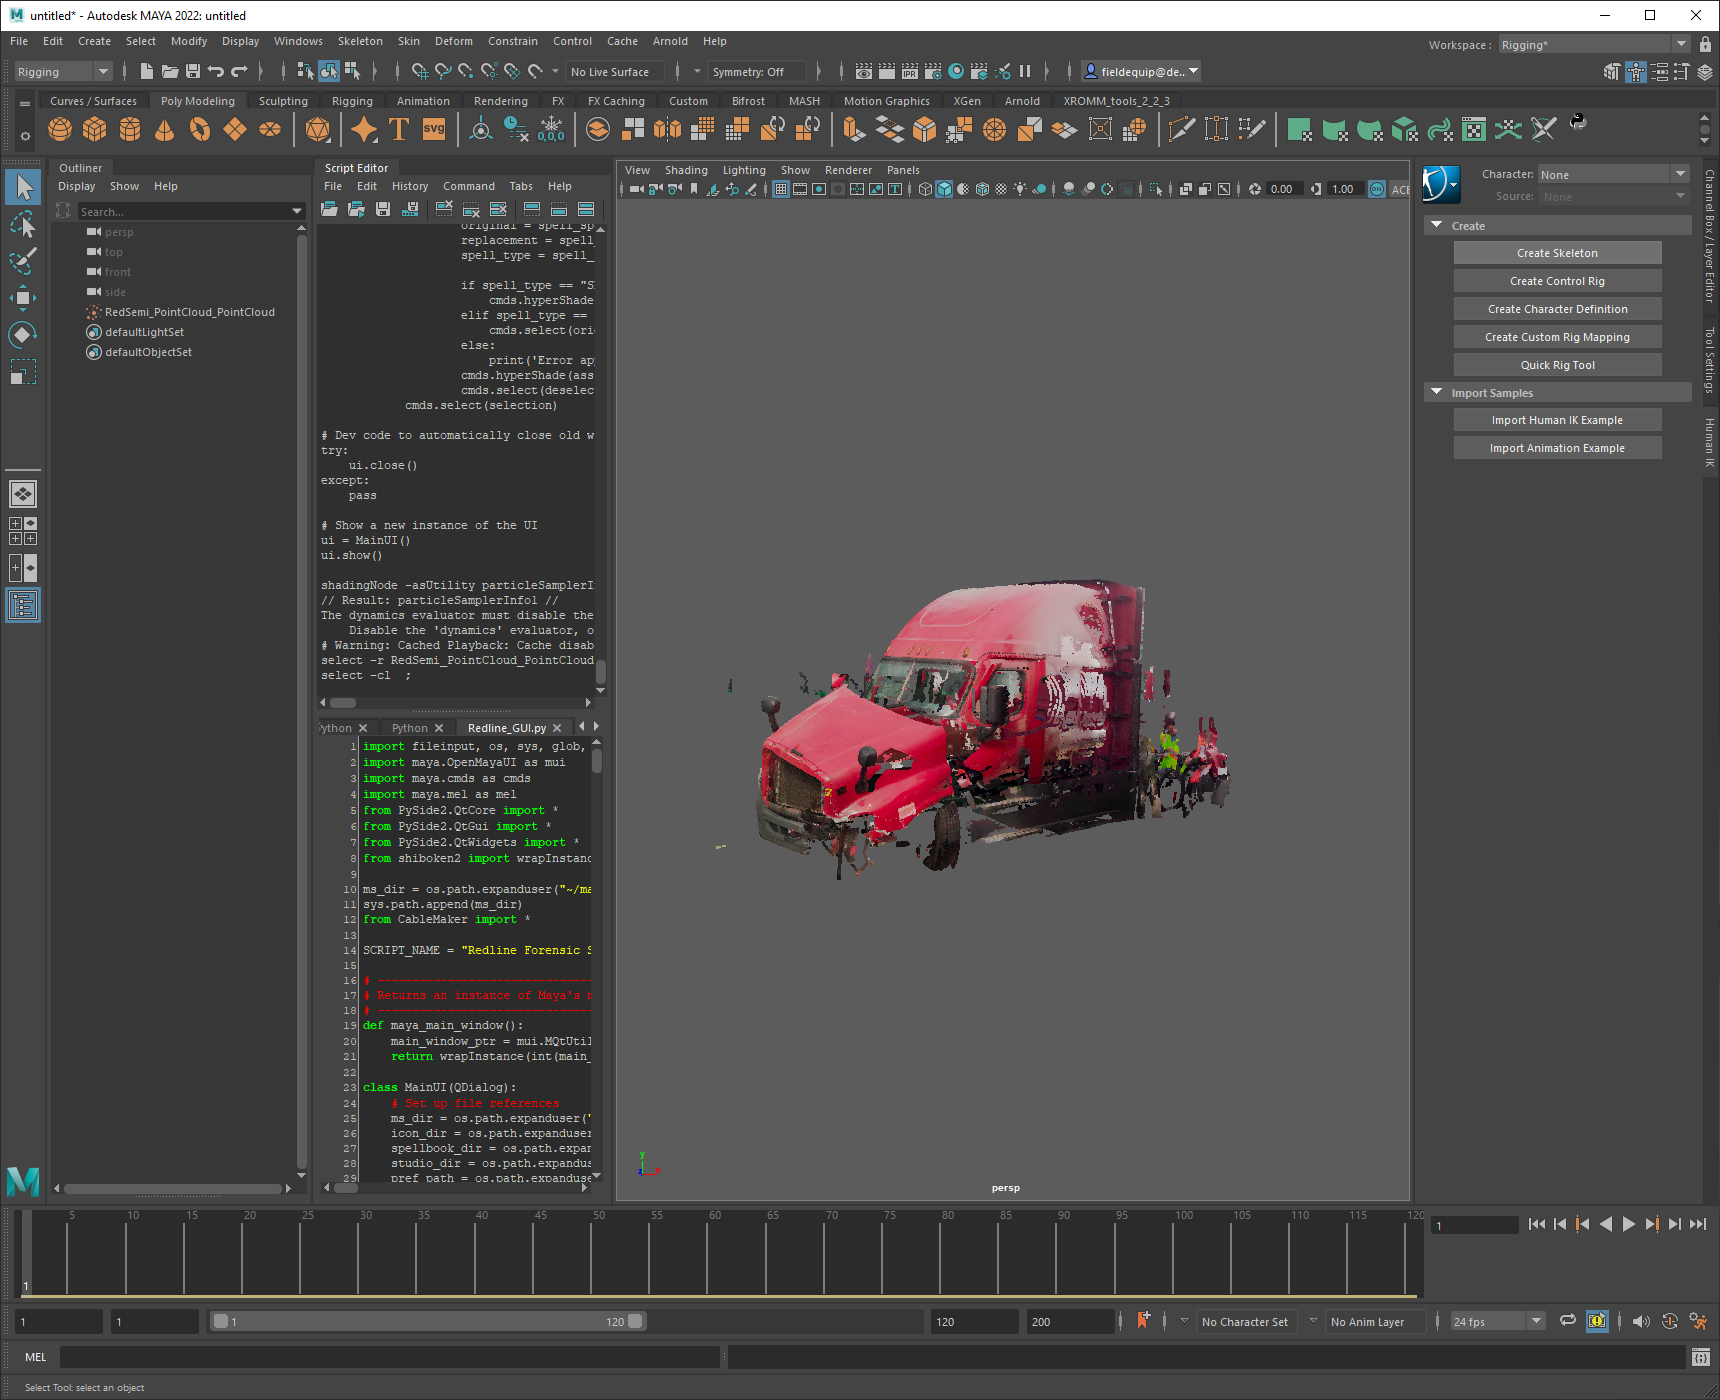 untitled* - Autodesk MAYA 2022: untitled
File Edit Create Select Modify Display Windows Skeleton Skin Deform Constrain Control Cache Arnold Help
Workspace : Rigging*
Rigging
No Live Surface
Symmetry: Off
fieldequip@de..
Curves / Surfaces Poly Modeling Sculpting Rigging Animation Rendering FX FX Caching Custom Bifrost MASH Motion Graphics XGen Arnold XROMM_tools_2_2_3
SVG
0,0,0
IPR
Outliner
Display Show Help
Search...
persp
top
front
side
RedSemi_PointCloud_PointCloud
defaultLightSet
defaultObjectSet
Script Editor
File Edit History Command Tabs Help
original = spell_sp
replacement = spell_
spell_type = spell_
if spell_type == "S
cmds.hyperShade
elif spell_type ==
cmds.select(ori
else:
print('Error ap
cmds.hyperShade(ass
cmds.select(deselec
cmds.select(selection)
# Dev code to automatically close old w
try:
ui.close()
except:
pass
# Show a new instance of the UI
ui = MainUI()
ui.show()
shadingNode -asUtility particleSamplerI
// Result: particleSamplerInfo1 //
The dynamics evaluator must disable the
Disable the 'dynamics' evaluator, o
# Warning: Cached Playback: Cache disab
select -r RedSemi_PointCloud_PointCloud
select -cl  ;
ython Python Redline_GUI.py
1 import fileinput, os, sys, glob,
2 import maya.OpenMayaUI as mui
3 import maya.cmds as cmds
4 import maya.mel as mel
5 from PySide2.QtCore import *
6 from PySide2.QtGui import *
7 from PySide2.QtWidgets import *
8 from shiboken2 import wrapInstanc
9
10 ms_dir = os.path.expanduser("~/ma
11 sys.path.append(ms_dir)
12 from CableMaker import *
13
14 SCRIPT_NAME = "Redline Forensic S
15
16 # -------------------------------
17 # Returns an instance of Maya's m
18 # -------------------------------
19 def maya_main_window():
20 main_window_ptr = mui.MQtUtil
21 return wrapInstance(int(main_
22
23 class MainUI(QDialog):
24 # Set up file references
25 ms_dir = os.path.expanduser("
26 icon_dir = os.path.expanduser
27 spellbook_dir = os.path.expan
28 studio_dir = os.path.expandus
29 pref_path = os.path.expanduse
View Shading Lighting Show Renderer Panels
0.00
1.00
ACE
y
x
persp
Character: None
Source: None
Create
Create Skeleton
Create Control Rig
Create Character Definition
Create Custom Rig Mapping
Quick Rig Tool
Import Samples
Import Human IK Example
Import Animation Example
Channel Box / Layer Editor
Tool Settings
Human IK
5 10 15 20 25 30 35 40 45 50 55 60 65 70 75 80 85 90 95 100 105 110 115 120
1
1
1
1
1
120
120
200
No Character Set
No Anim Layer
24 fps
MEL
Select Tool: select an object